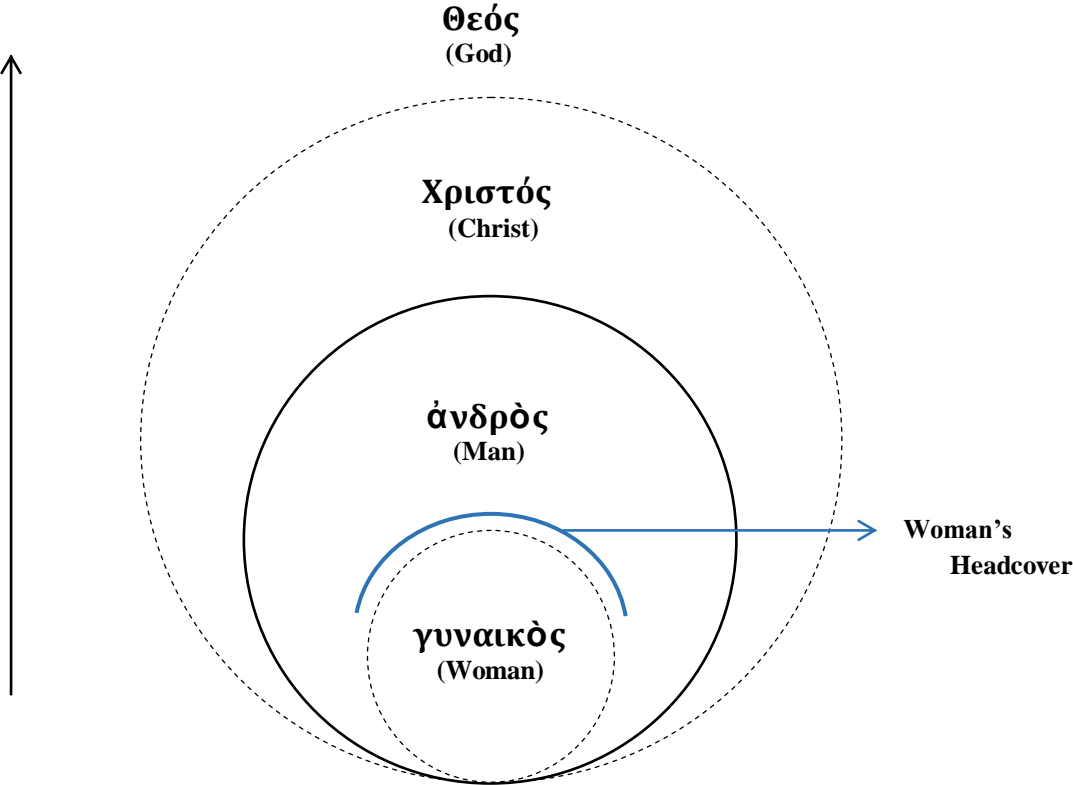 Θεός
(God)
Χριστός
(Christ)
ἀνδρὸς
(Man)
Woman’s
Headcover
γυναικὸς
(Woman)